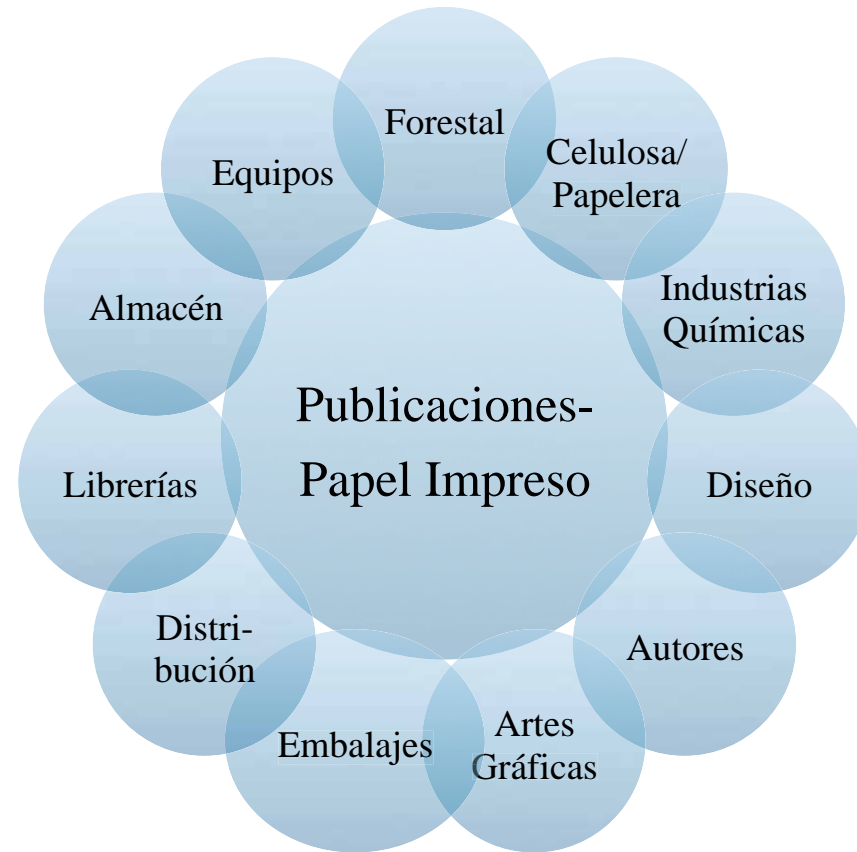 Forestal
Celulosa/
Papelera
Industrias
Químicas
Diseño
Autores
Artes
Gráficas
Embalajes
Distri-
bución
Librerías
Almacén
Equipos
Publicaciones-
Papel Impreso